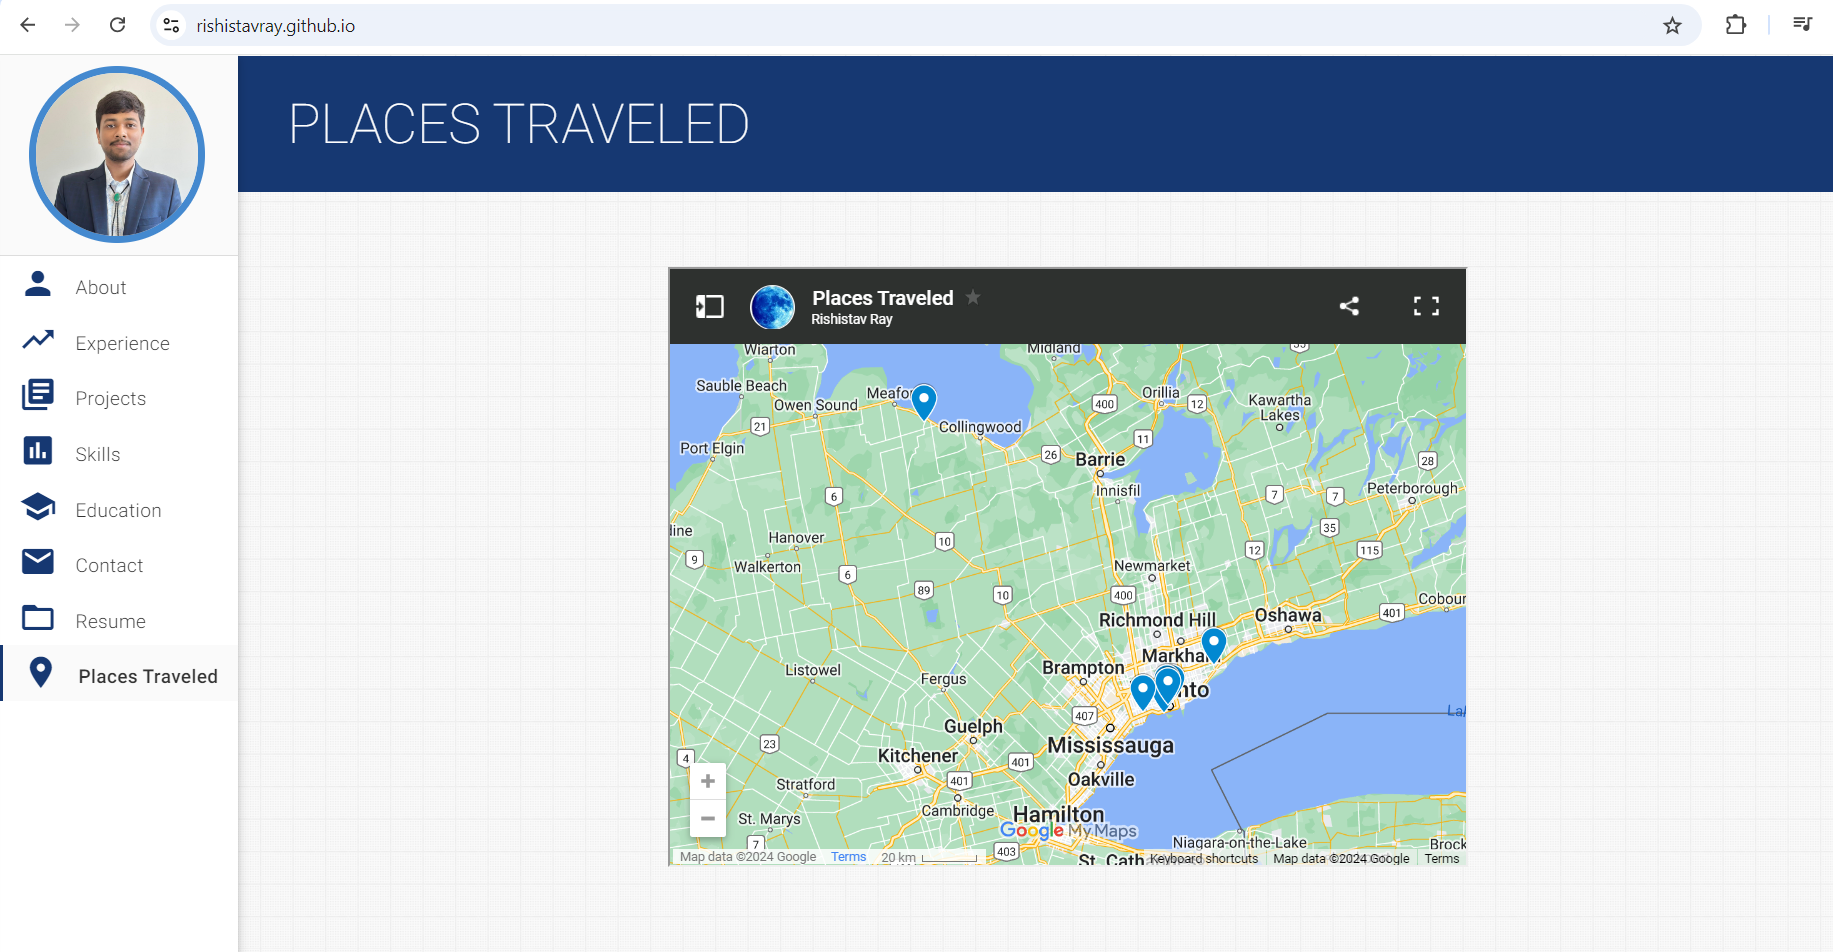 rishistavray.github.io
PLACES TRAVELED
About
Experience
Projects
Skills
Education
Contact
Resume
Places Traveled
Places Traveled
Rishistav Ray
Wiarton
Midland
Sauble Beach
Meafo
Orillia
Owen Sound
400
12
Kawartha
Lakes
21
Collingwood
11
Port Elgin
26
Barrie
28
Innisfil
Peterborough
6
7
7
35
dine
Hanover
10
12
115
9
Walkerton
6
Newmarket
89
10
400
Cobour
401
Richmond Hill
Oshawa
Markha
Listowel
Fergus
Brampton
nto
407
La
Guelph
23
Mississauga
4
Kitchener
401
Oakville
401
Stratford
Cambridge
Hamilton
St. Marys
Google My Maps
7
403
Niagara-on-the-Lake
Brock
St. Cath
Map data ©2024 Google
Terms
20 km
Keyboard shortcuts
Map data ©2024 Google
Terms